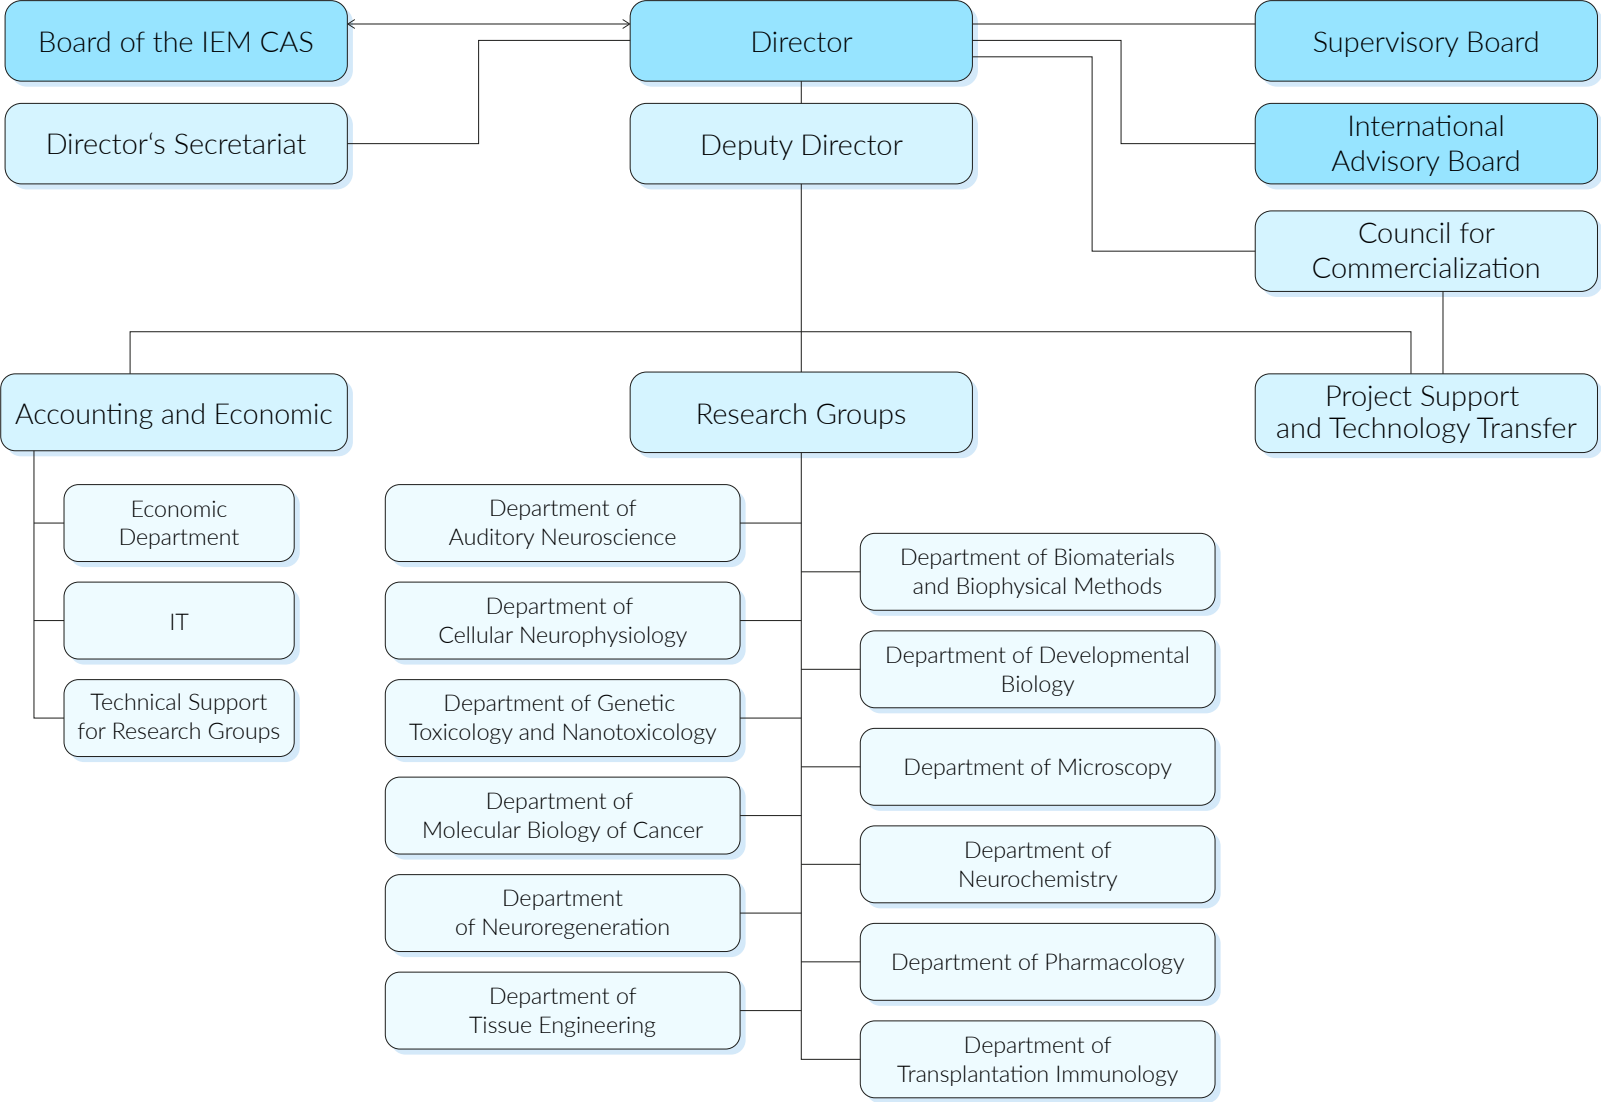 Board of the IEM CAS
Director
Supervisory Board
Director‘s Secretariat
Deputy Director
International
Advisory Board
Council for
Commercialization
Accounting and Economic
Research Groups
Project Support
and Technology Transfer
Economic
Department
IT
Technical Support
for Research Groups
Department of
Auditory Neuroscience
Department of
Cellular Neurophysiology
Department of Genetic
Toxicology and Nanotoxicology
Department of
Molecular Biology of Cancer
Department
of Neuroregeneration
Department of
Tissue Engineering
Department of Biomaterials
and Biophysical Methods
Department of Developmental
Biology
Department of Microscopy
Department of
Neurochemistry
Department of Pharmacology
Department of
Transplantation Immunology